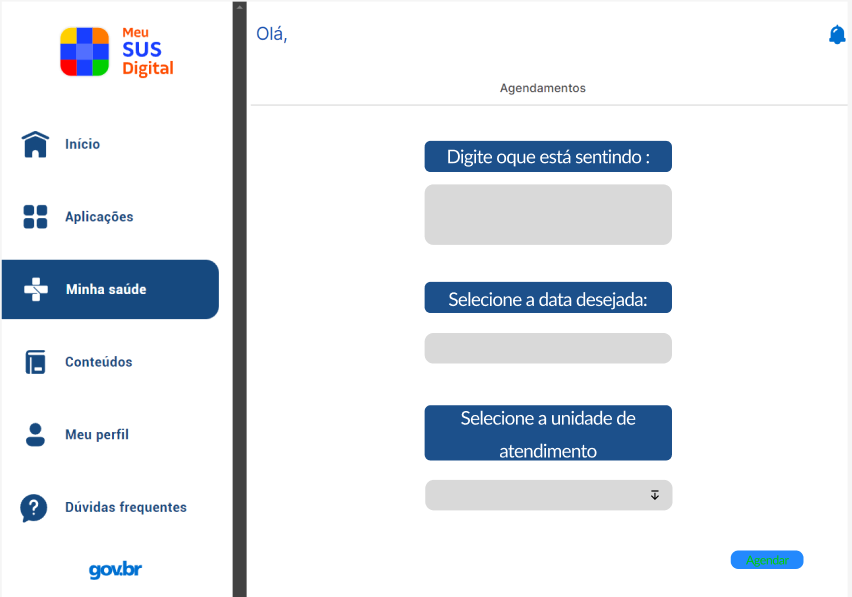 Meu
SUS
Digital
Início
Aplicações
Minha saúde
Conteúdos
Meu perfil
Dúvidas frequentes
gov.br
Olá,
Agendamentos
Digite oque está sentindo :
Selecione a data desejada:
Selecione a unidade de
atendimento
Agendar